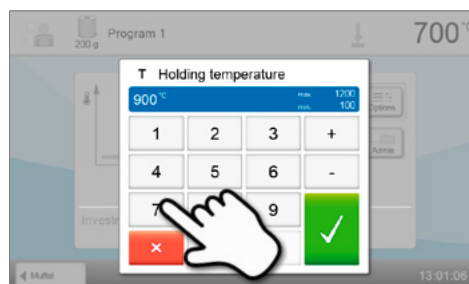 200 g
Program 1
700°
T Holding temperature
900 °C
max. 1200
min. 100
1 2 3 +
4 5 6 -
7 9
Options
Admin
Muffel
13:01:06